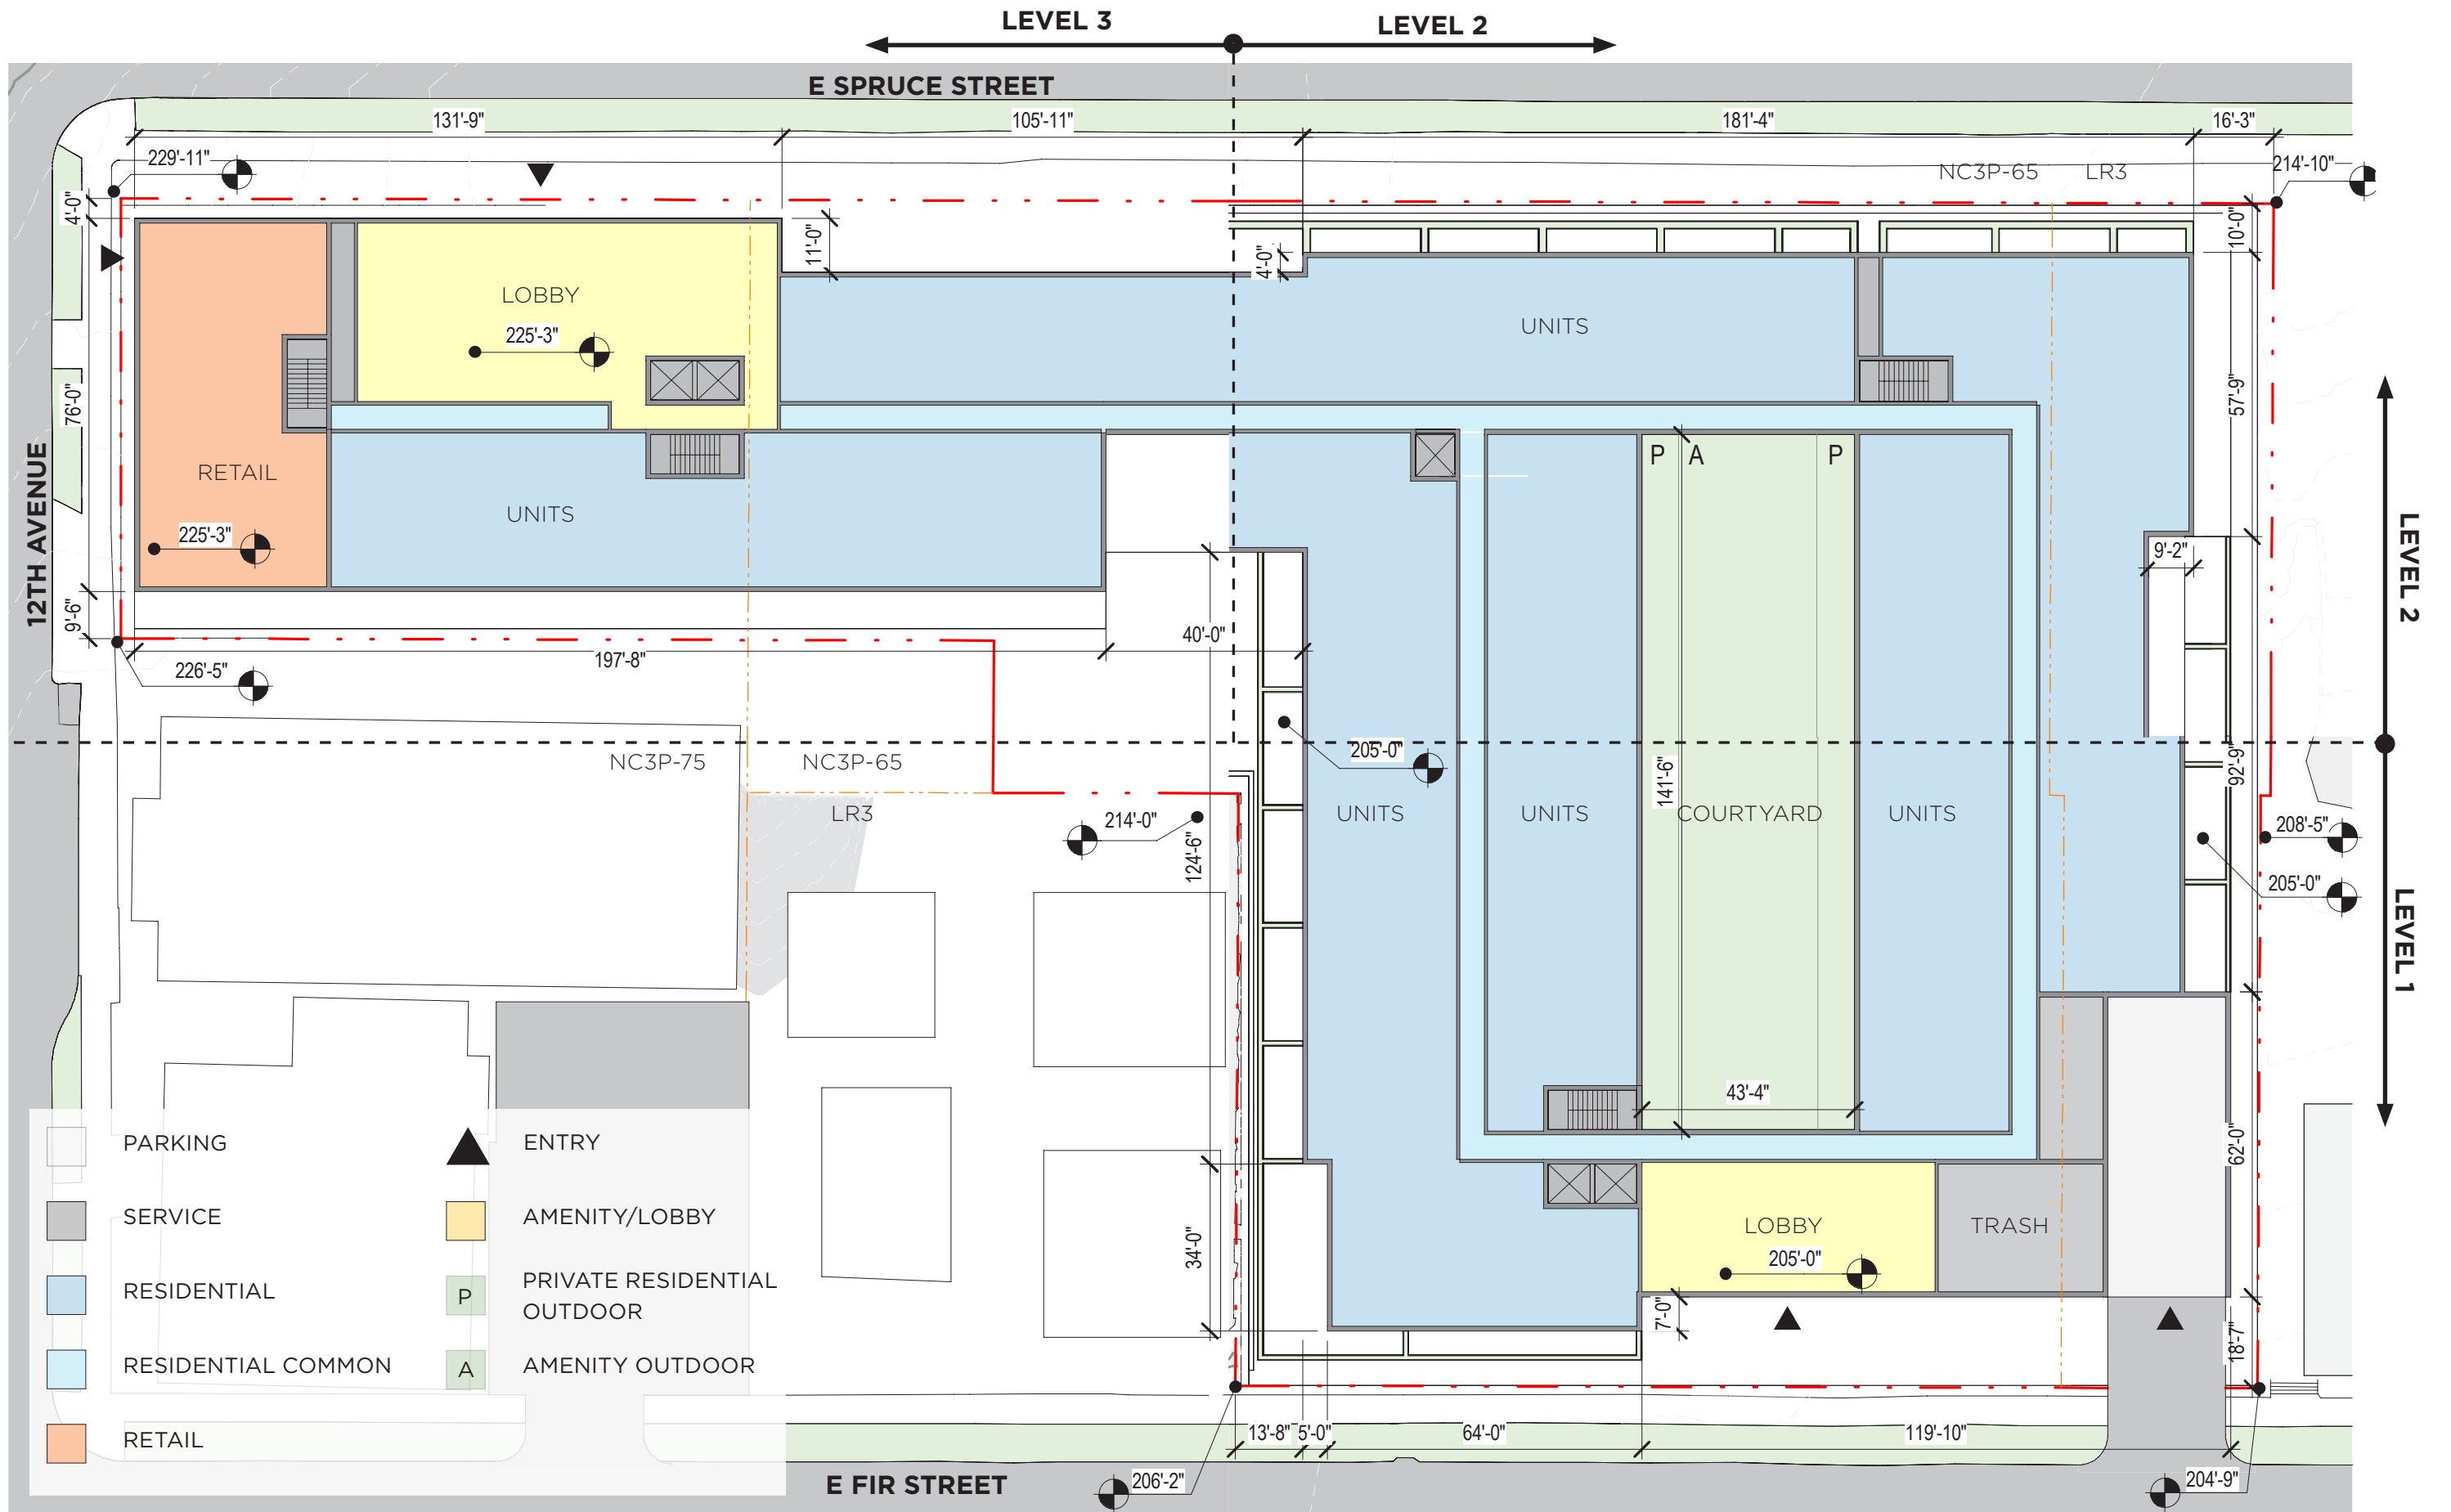 LEVEL 3
LEVEL 2
E SPRUCE STREET
131'-9"
105'-11"
181'-4"
16'-3"
229'-11"
NC3P-65
LR3
214'-10"
4'-0"
11'-0"
4'-0"
10'-0"
LOBBY
225'-3"
UNITS
76'-0"
57'-9"
12TH AVENUE
RETAIL
225'-3"
UNITS
P
A
P
LEVEL 2
9'-2"
9'-6"
197'-8"
40'-0"
226'-5"
NC3P-75
NC3P-65
LR3
205'-0"
141'-6"
92'-9"
214'-0"
124'-6"
UNITS
UNITS
COURTYARD
UNITS
208'-5"
205'-0"
LEVEL 1
43'-4"
62'-0"
34'-0"
LOBBY
205'-0"
TRASH
7'-0"
18'-7"
PARKING
SERVICE
RESIDENTIAL
RESIDENTIAL COMMON
RETAIL
ENTRY
AMENITY/LOBBY
P
PRIVATE RESIDENTIAL
OUTDOOR
A
AMENITY OUTDOOR
13'-8"
5'-0"
64'-0"
119'-10"
E FIR STREET
206'-2"
204'-9"